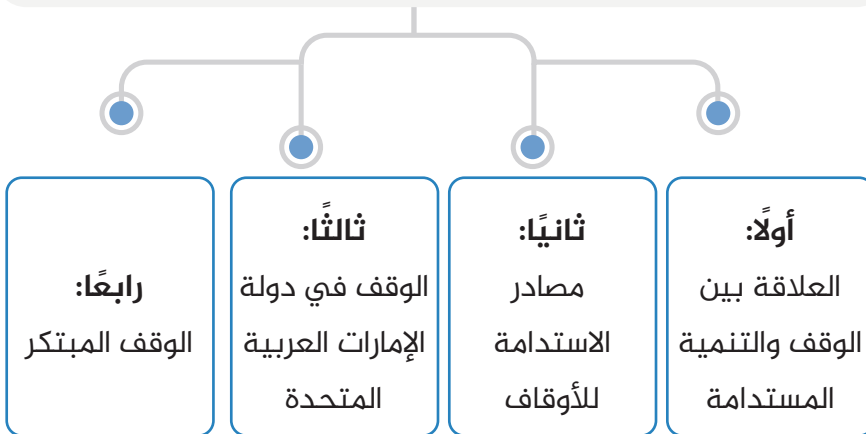 أولًا:
العلاقة بين
الوقف والتنمية
المستدامة
ثانيًا:
مصادر
الاستدامة
للأوقاف
ثالثًا:
الوقف في دولة
الإمارات العربية
المتحدة
رابعًا:
الوقف المبتكر